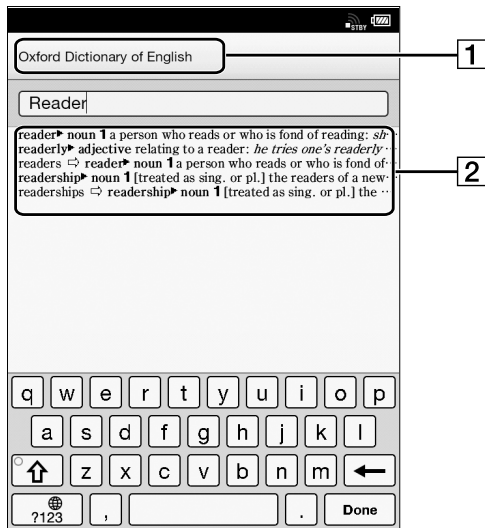 STBY
Oxford Dictionary of English
1
Reader
reader▶ noun 1 a person who reads or who is fond of reading: sh···
readerly▶ adjective relating to a reader: he tries one's readerly ···
readers ⇨ reader▶ noun 1 a person who reads or who is fond of···
readership▶ noun 1 [treated as sing. or pl.] the readers of a new···
readerships ⇨ readership▶ noun 1 [treated as sing. or pl.] the ···
2
q w e r t y u i o p
a s d f g h j k l
z x c v b n m
?123 , . Done